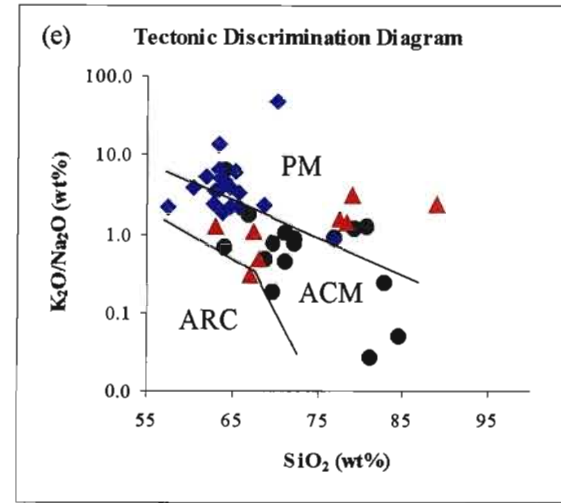 (e) Tectonic Discrimination Diagram
100.0
10.0
1.0
0.1
0.0
K₂O/Na₂O (wt%)
PM
ACM
ARC
55 65 75 85 95
SiO₂ (wt%)